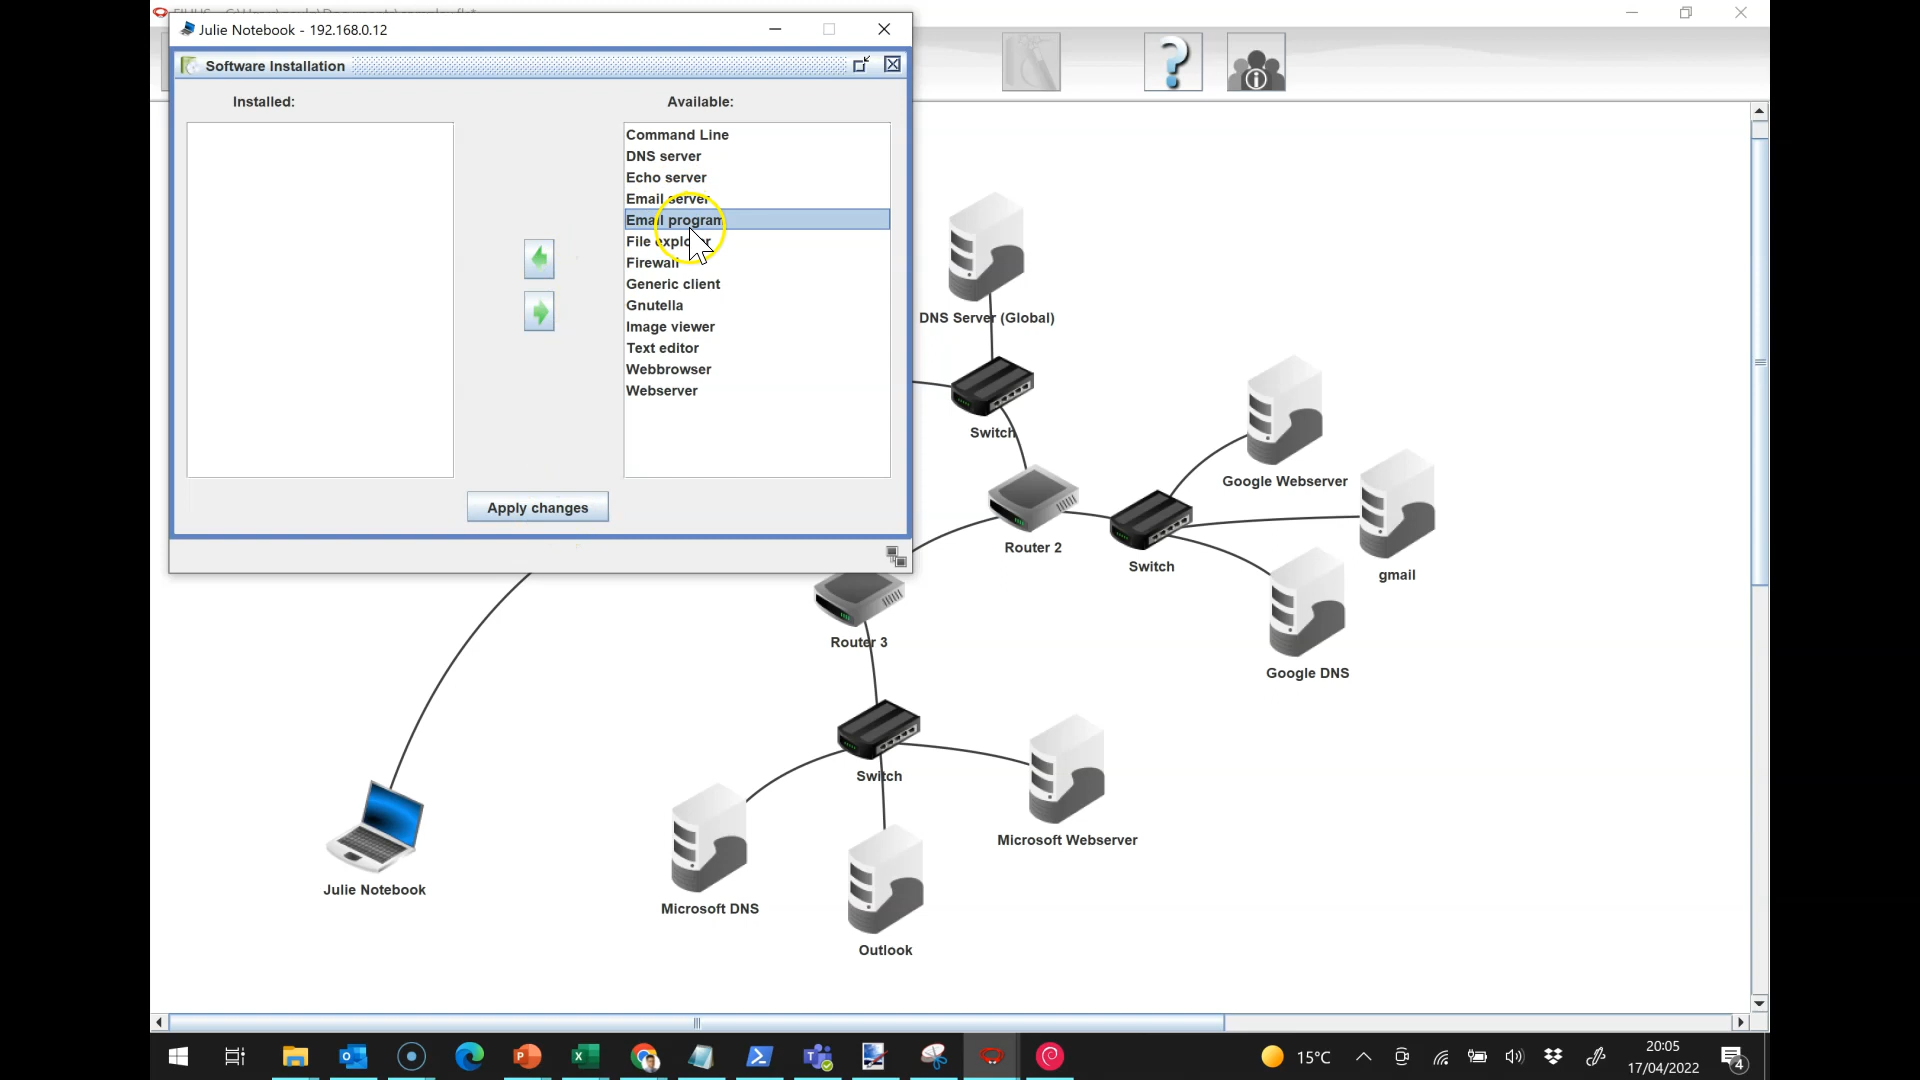 Julie Notebook - 192.168.0.12
Software Installation
Installed:
Available:
Command Line
DNS server
Echo server
Email server
Email program
File explorer
Firewall
Generic client
Gnutella
Image viewer
Text editor
Webbrowser
Webserver
Apply changes
DNS Server (Global)
Switch
Google Webserver
Router 2
Switch
gmail
Router 3
Google DNS
Switch
Microsoft Webserver
Julie Notebook
Microsoft DNS
Outlook
15°C
20:05
17/04/2022
4